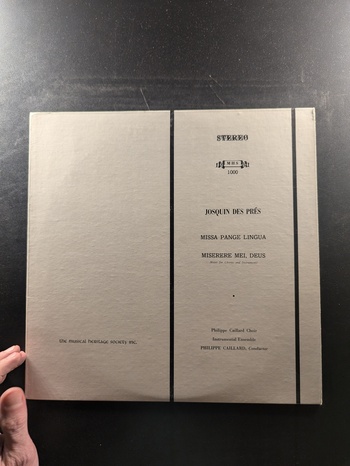 STEREO
MHS
1000
JOSQUIN DES PRÉS
MISSA PANGE LINGUA
MISERERE MEI, DEUS
Philippe Caillard Choir
Instrumental Ensemble
PHILIPPE CAILLARD, Conductor
the musical heritage society inc.